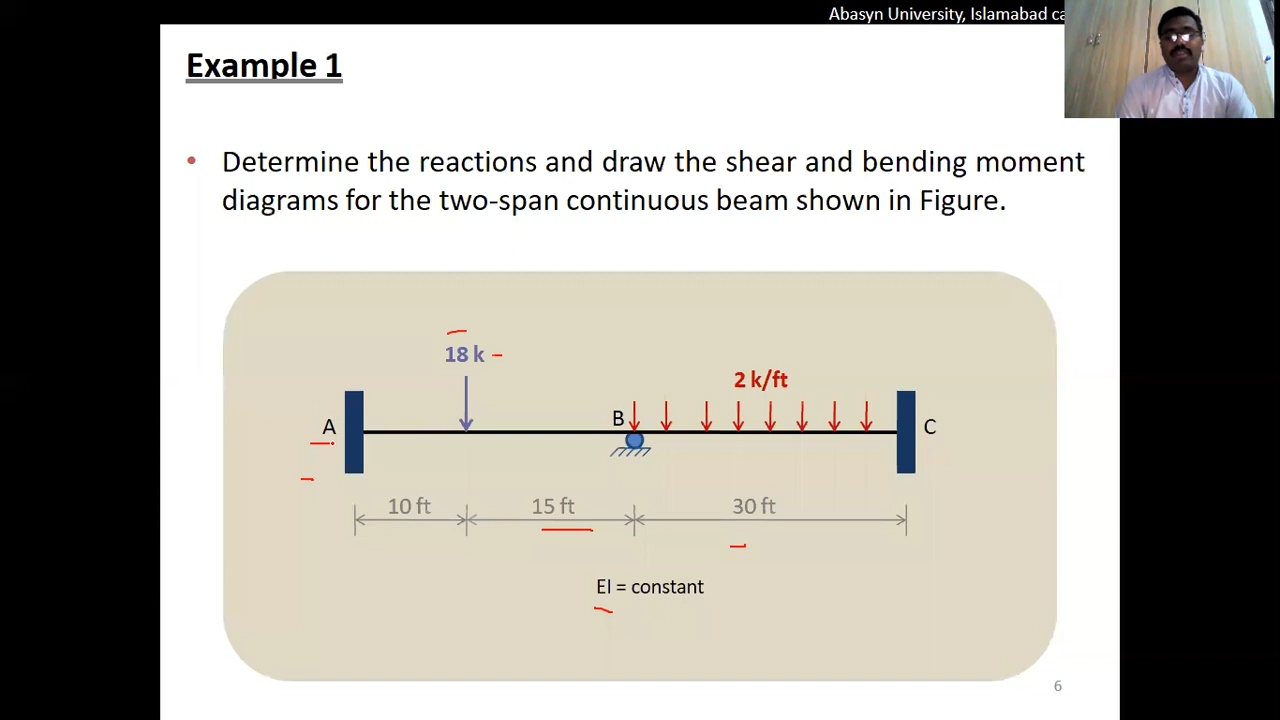 Abasyn University, Islamabad ca
Example 1
• Determine the reactions and draw the shear and bending moment
diagrams for the two-span continuous beam shown in Figure.
18 k
2 k/ft
A
B
C
10 ft
15 ft
30 ft
EI = constant
6